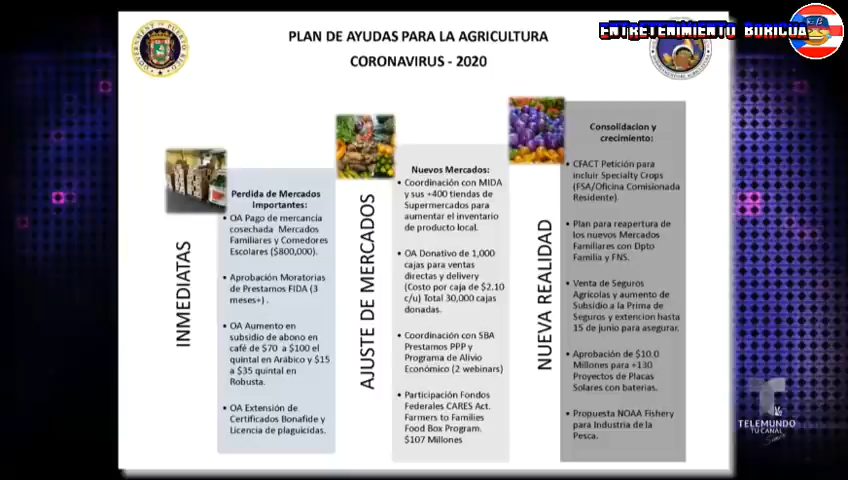 ENTRETENIMIENTO BORICUA
PLAN DE AYUDAS PARA LA AGRICULTURA
CORONAVIRUS - 2020
INMEDIATAS
Perdida de Mercados
Importantes:
• OA Pago de mercancía
cosechada Mercados
Familiares y Comedores
Escolares ($800,000).
• Aprobación Moratorias
de Prestamos FIDA (3
meses+) .
• OA Aumento en
subsidio de abono en
café de $70 a $100 el
quintal en Arábico y $15
a $35 quintal en
Robusta.
• OA Extensión de
Certificados Bonafide y
Licencia de plaguicidas.
AJUSTE DE MERCADOS
Nuevos Mercados:
• Coordinación con MIDA
y sus +400 tiendas de
Supermercados para
aumentar el inventario
de producto local.
• OA Donativo de 1,000
cajas para ventas
directas y delivery
(Costo por caja de $2.10
c/u) Total 30,000 cajas
donadas.
• Coordinación con SBA
Prestamos PPP y
Programa de Alivio
Económico (2 webinars)
• Participación Fondos
Federales CARES Act.
Farmers to Families
Food Box Program.
$107 Millones
NUEVA REALIDAD
Consolidacion y
crecimiento:
• CFACT Petición para
incluir Specialty Crops
(FSA/Oficina Comisionada
Residente).
• Plan para reapertura de
los nuevos Mercados
Familiares con Dpto
Familia y FNS.
• Venta de Seguros
Agrícolas y aumento de
Subsidio a la Prima de
Seguros y extencion hasta
15 de junio para asegurar.
• Aprobación de $10.0
Millones para +130
Proyectos de Placas
Solares con baterias.
• Propuesta NOAA Fishery
para Industria de la
Pesca.
TELEMUNDO
TU CANAL